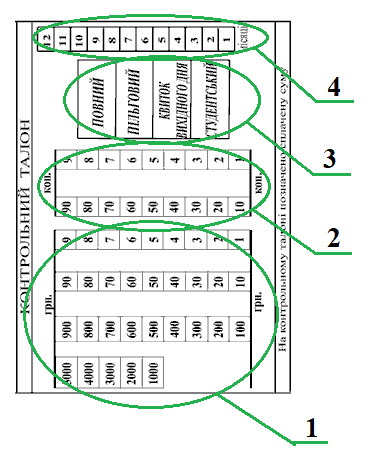 КОНТРОЛЬНИЙ ТАЛОН
грн.
5000 900 90 9
4000 800 80 8
3000 700 70 7
2000 600 60 6
1000 500 50 5
400 40 4
300 30 3
200 20 2
100 10 1
грн.
коп.
90 9
80 8
70 7
60 6
50 5
40 4
30 3
20 2
10 1
коп.
ПОВНИЙ
ПІЛЬГОВИЙ
КВИТОК
ВИХІДНОГО ДНЯ
СТУДЕНТСЬКИЙ
12
11
10
9
8
7
6
5
4
3
2
1
На контрольному талоні позначено сплачену суму
1
2
3
4